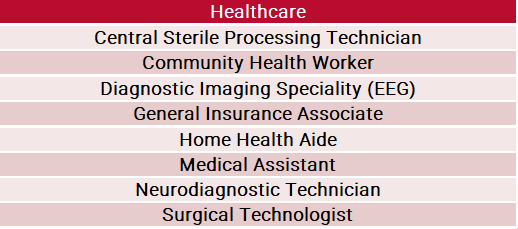 Healthcare
Central Sterile Processing Technician
Community Health Worker
Diagnostic Imaging Speciality (EEG)
General Insurance Associate
Home Health Aide
Medical Assistant
Neurodiagnostic Technician
Surgical Technologist